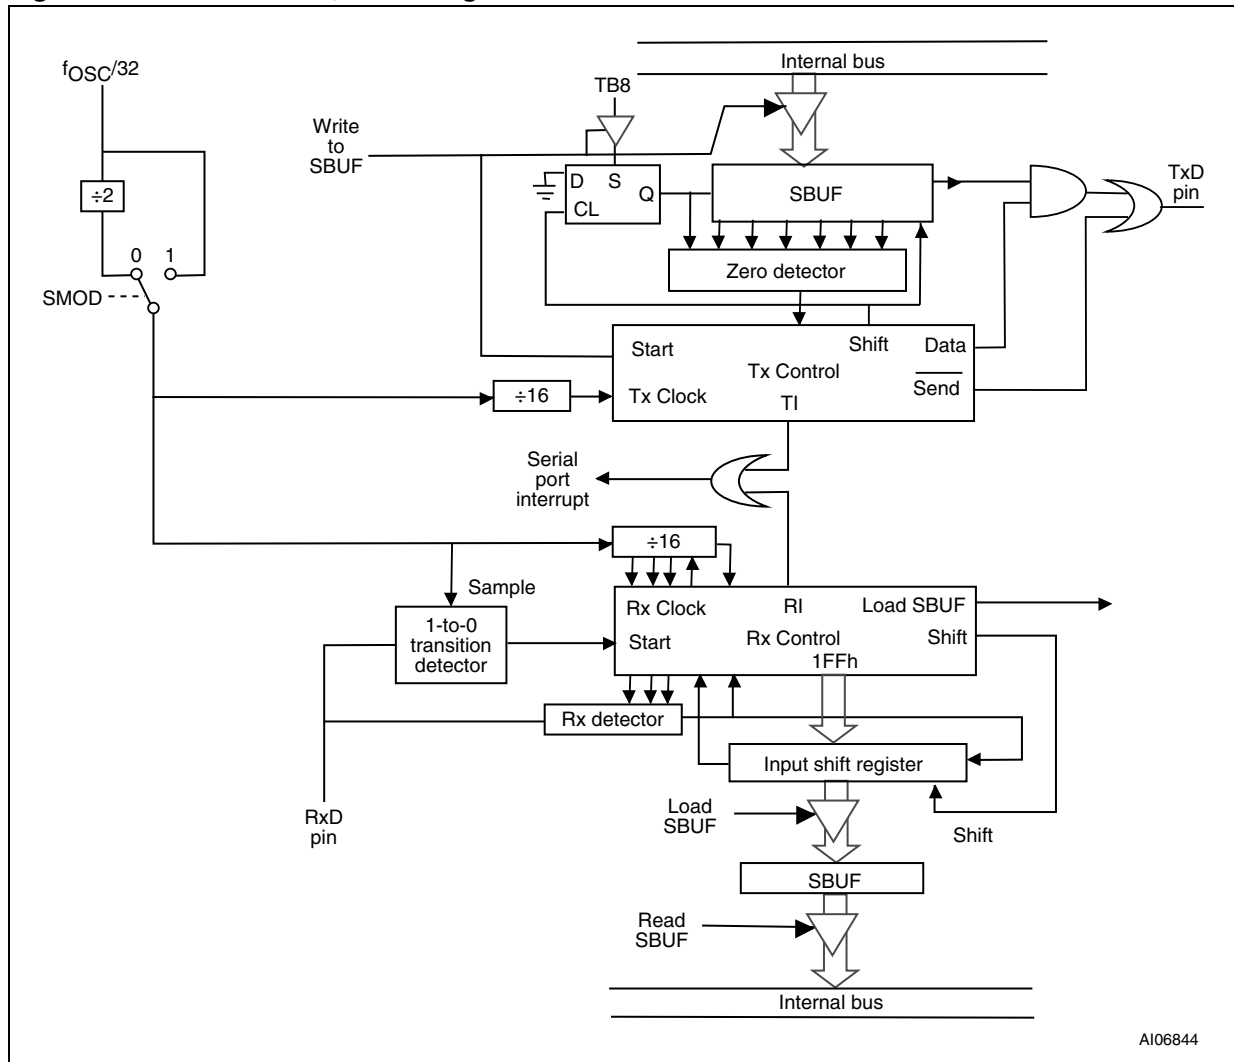 Internal bus
fOSC/32
TB8
Write
to
SBUF
TxD
pin
D
S
Q
CL
SBUF
÷2
Zero detector
0
1
SMOD
Start
Shift
Data
Tx Control
Send
÷16
Tx Clock
TI
Serial
port
interrupt
÷16
Sample
Rx Clock
RI
Load SBUF
1-to-0
transition
detector
Start
Rx Control
Shift
1FFh
Rx detector
Input shift register
RxD
pin
Load
SBUF
Shift
SBUF
Read
SBUF
Internal bus
AI06844